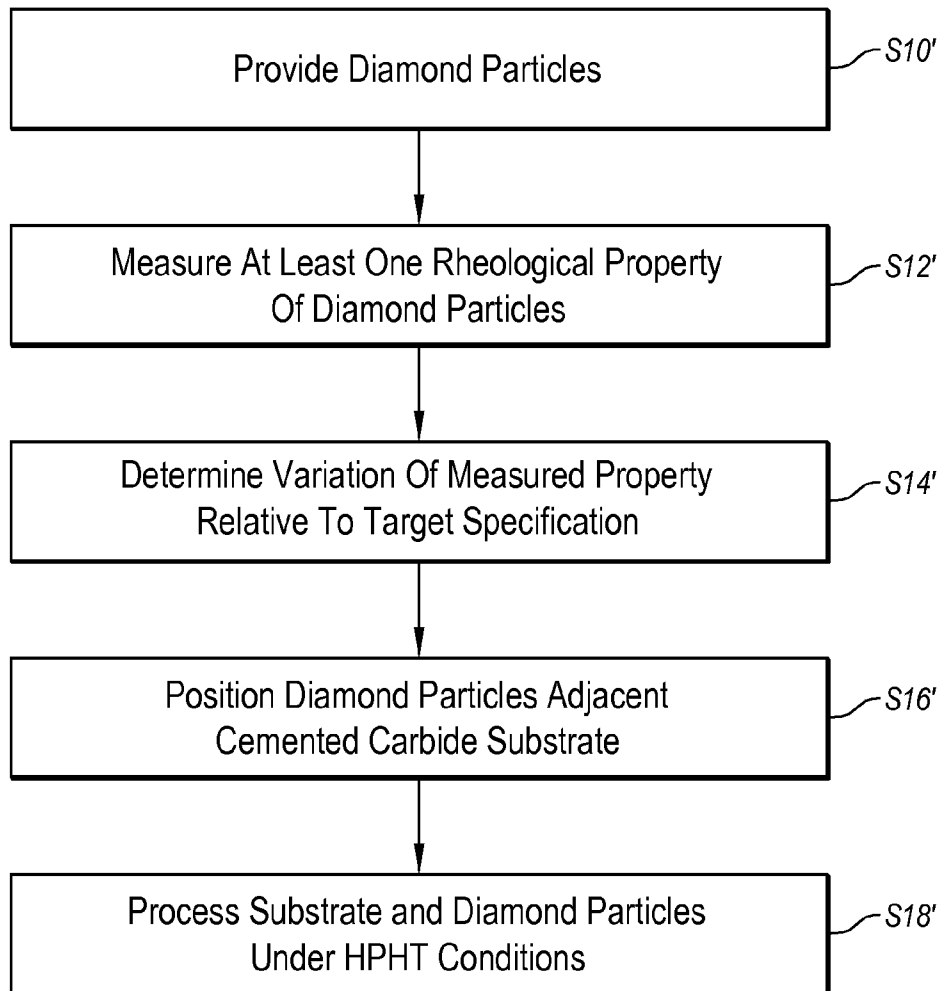 Provide Diamond Particles
S10'
Measure At Least One Rheological Property
Of Diamond Particles
S12'
Determine Variation Of Measured Property
Relative To Target Specification
S14'
Position Diamond Particles Adjacent
Cemented Carbide Substrate
S16'
Process Substrate and Diamond Particles
Under HPHT Conditions
S18'